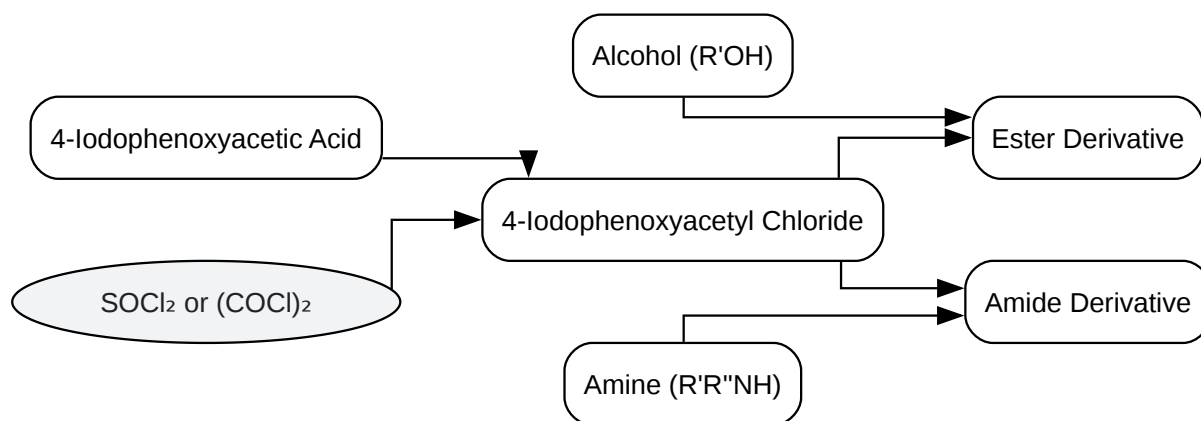 Alcohol (R'OH)
4-Iodophenoxyacetic Acid
Ester Derivative
4-Iodophenoxyacetyl Chloride
SOCl₂ or (COCl)₂
Amide Derivative
Amine (R'R"NH)